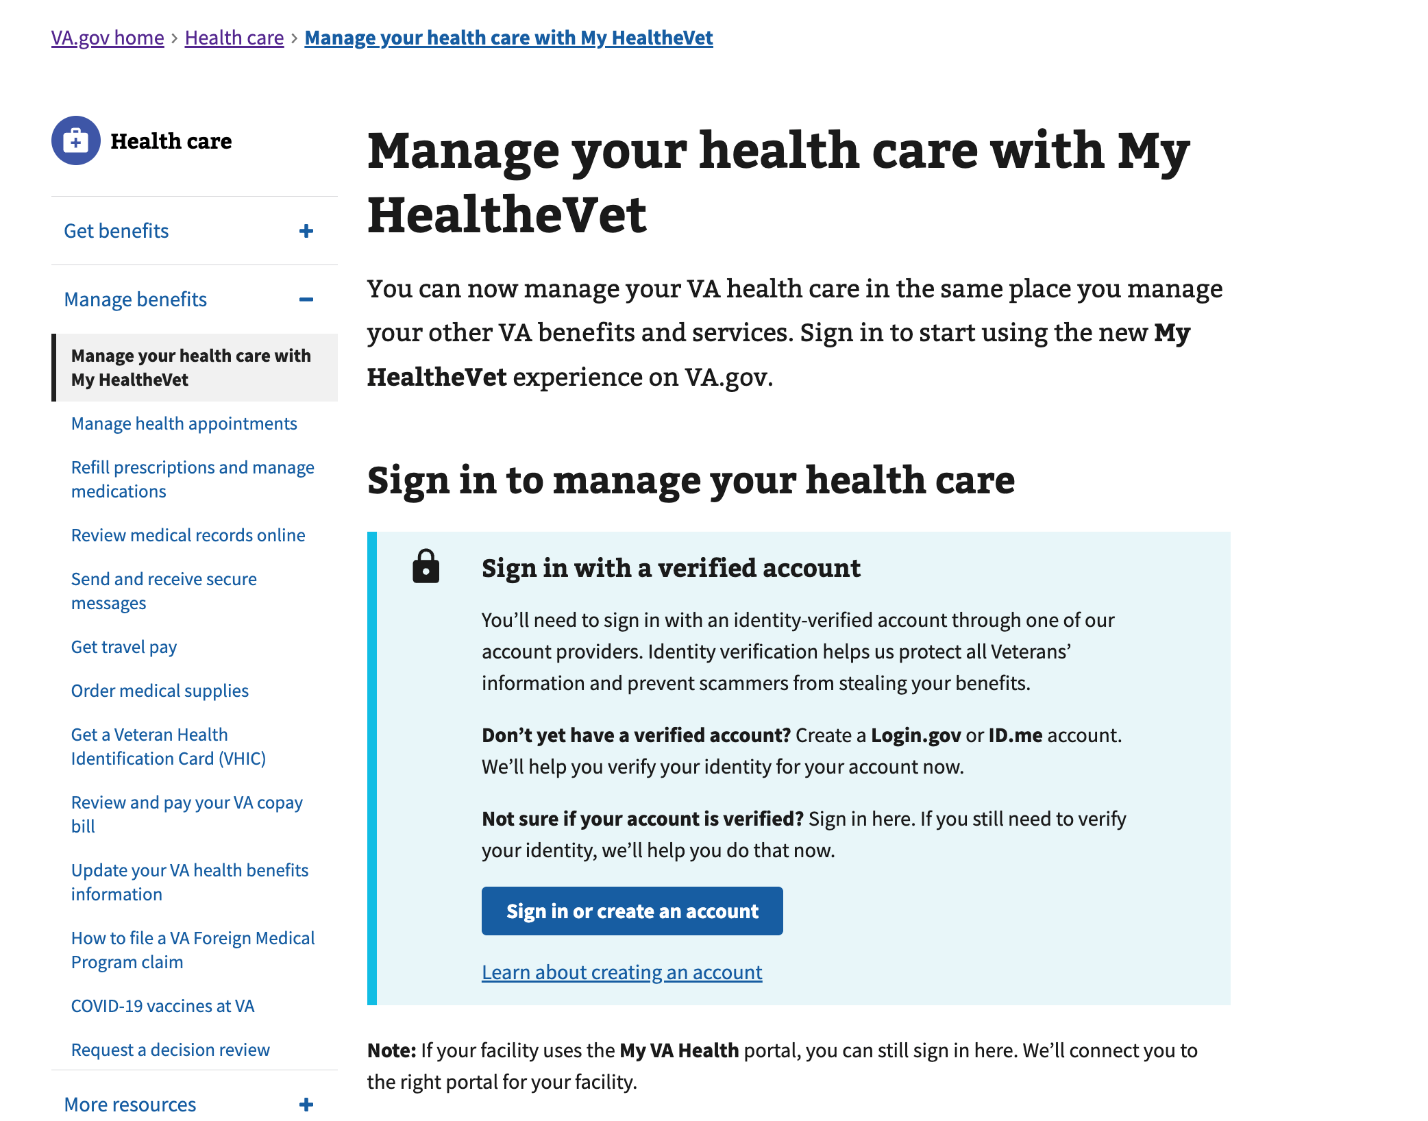 VA.gov home › Health care › Manage your health care with My HealtheVet
Health care
Get benefits
Manage benefits
Manage your health care with
My HealtheVet
Manage health appointments
Refill prescriptions and manage
medications
Review medical records online
Send and receive secure
messages
Get travel pay
Order medical supplies
Get a Veteran Health
Identification Card (VHIC)
Review and pay your VA copay
bill
Update your VA health benefits
information
How to file a VA Foreign Medical
Program claim
COVID-19 vaccines at VA
Request a decision review
More resources
Manage your health care with My
HealtheVet
You can now manage your VA health care in the same place you manage
your other VA benefits and services. Sign in to start using the new My
HealtheVet experience on VA.gov.
Sign in to manage your health care
Sign in with a verified account
You’ll need to sign in with an identity-verified account through one of our
account providers. Identity verification helps us protect all Veterans’
information and prevent scammers from stealing your benefits.
Don’t yet have a verified account? Create a Login.gov or ID.me account.
We’ll help you verify your identity for your account now.
Not sure if your account is verified? Sign in here. If you still need to verify
your identity, we’ll help you do that now.
Sign in or create an account
Learn about creating an account
Note: If your facility uses the My VA Health portal, you can still sign in here. We’ll connect you to
the right portal for your facility.